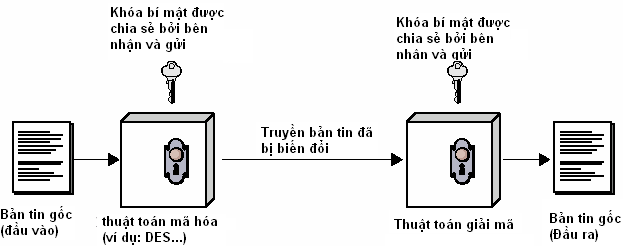 Khóa bí mật được
chia sẻ bởi bên
nhận và gửi
Khóa bí mật được
chia sẻ bởi bên
nhân và gửi
Truyền bản tin đã
bị biến đổi
Bản tin gốc
(đầu vào)
thuật toán mã hóa
(ví dụ: DES...)
Thuật toán giải mã
Bản tin gốc
(Đầu ra)